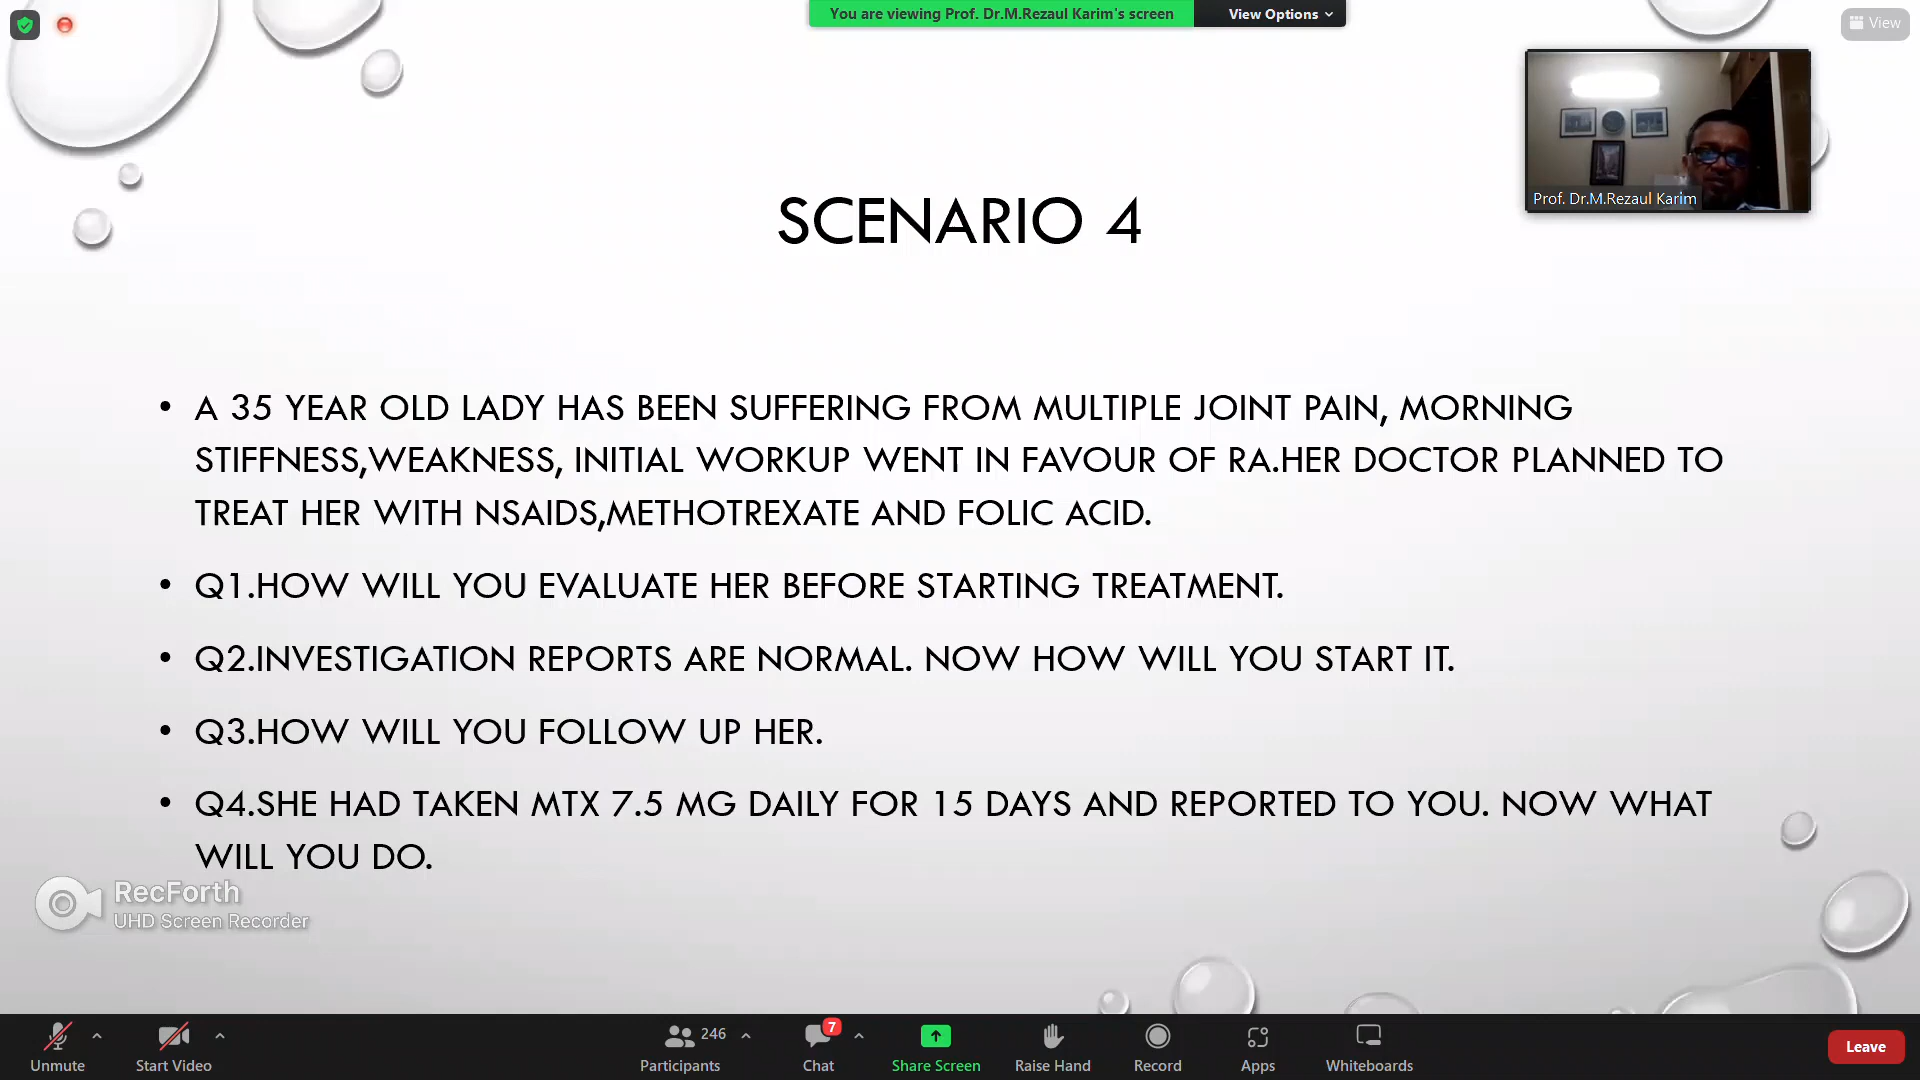 You are viewing Prof. Dr.M.Rezaul Karim's screen
View Options
View
Prof. Dr.M.Rezaul Karim
SCENARIO 4
• A 35 YEAR OLD LADY HAS BEEN SUFFERING FROM MULTIPLE JOINT PAIN, MORNING
STIFFNESS,WEAKNESS, INITIAL WORKUP WENT IN FAVOUR OF RA.HER DOCTOR PLANNED TO
TREAT HER WITH NSAIDS,METHOTREXATE AND FOLIC ACID.
• Q1.HOW WILL YOU EVALUATE HER BEFORE STARTING TREATMENT.
• Q2.INVESTIGATION REPORTS ARE NORMAL. NOW HOW WILL YOU START IT.
• Q3.HOW WILL YOU FOLLOW UP HER.
• Q4.SHE HAD TAKEN MTX 7.5 MG DAILY FOR 15 DAYS AND REPORTED TO YOU. NOW WHAT
WILL YOU DO.
RecForth
UHD Screen Recorder
246
7
Unmute
Start Video
Participants
Chat
Share Screen
Raise Hand
Record
Apps
Whiteboards
Leave